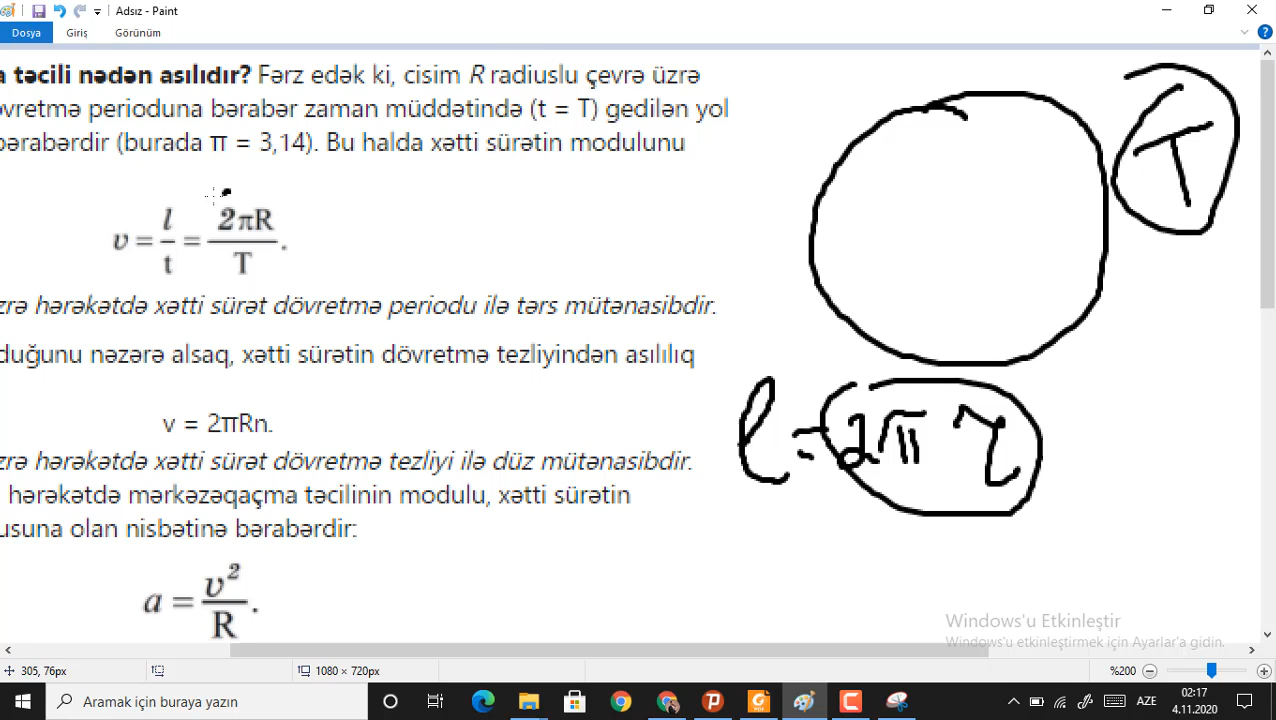 Adsız - Paint
Dosya
Giriş
Görünüm
a təcili nədən asılıdır? Fərz edək ki, cisim R radiuslu çevrə üzrə
övretmə perioduna bərabər zaman müddətində (t = T) gedilən yol
bərabərdir (burada π = 3,14). Bu halda xətti sürətin modulunu
υ = l/t = 2πR/T.
zrə hərəkətdə xətti sürət dövretmə periodu ilə tərs mütənasibdir.
duğunu nəzərə alsaq, xətti sürətin dövretmə tezliyindən asılılıq
v = 2πRn.
zrə hərəkətdə xətti sürət dövretmə tezliyi ilə düz mütənasibdir.
hərəkətdə mərkəzəqaçma təcilinin modulu, xətti sürətin
usuna olan nisbətinə bərabərdir:
a = υ²/R.
T
l = 2π r
Windows'u Etkinleştir
Windows'u etkinleştirmek için Ayarlar'a gidin.
305, 76px
1080 × 720px
%200
Aramak için buraya yazın
AZE
02:17
4.11.2020